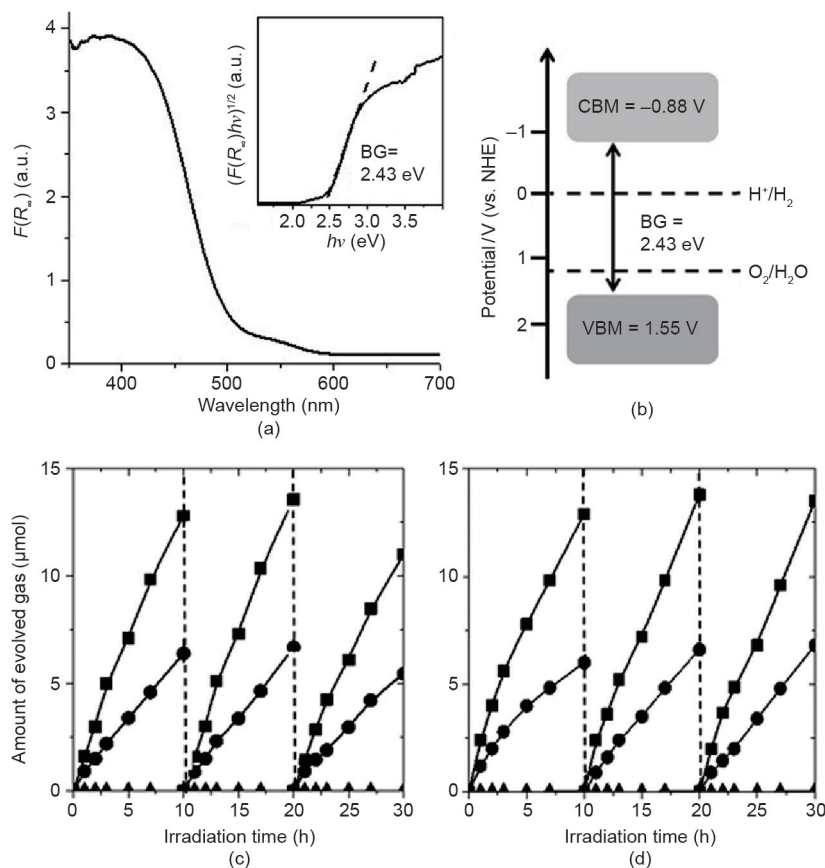 4
3
2
1
0
F(R∞) (a.u.)
400
500
600
700
Wavelength (nm)
(a)
(F(R∞)hν)^1/2 (a.u.)
BG=
2.43 eV
2.0
2.5
3.0
3.5
hν (eV)
Potential/V (vs. NHE)
–1
0
1
2
CBM = –0.88 V
H⁺/H₂
BG =
2.43 eV
O₂/H₂O
VBM = 1.55 V
(b)
Amount of evolved gas (µmol)
15
10
5
0
0
5
10
15
20
25
30
Irradiation time (h)
(c)
15
10
5
0
0
5
10
15
20
25
30
Irradiation time (h)
(d)